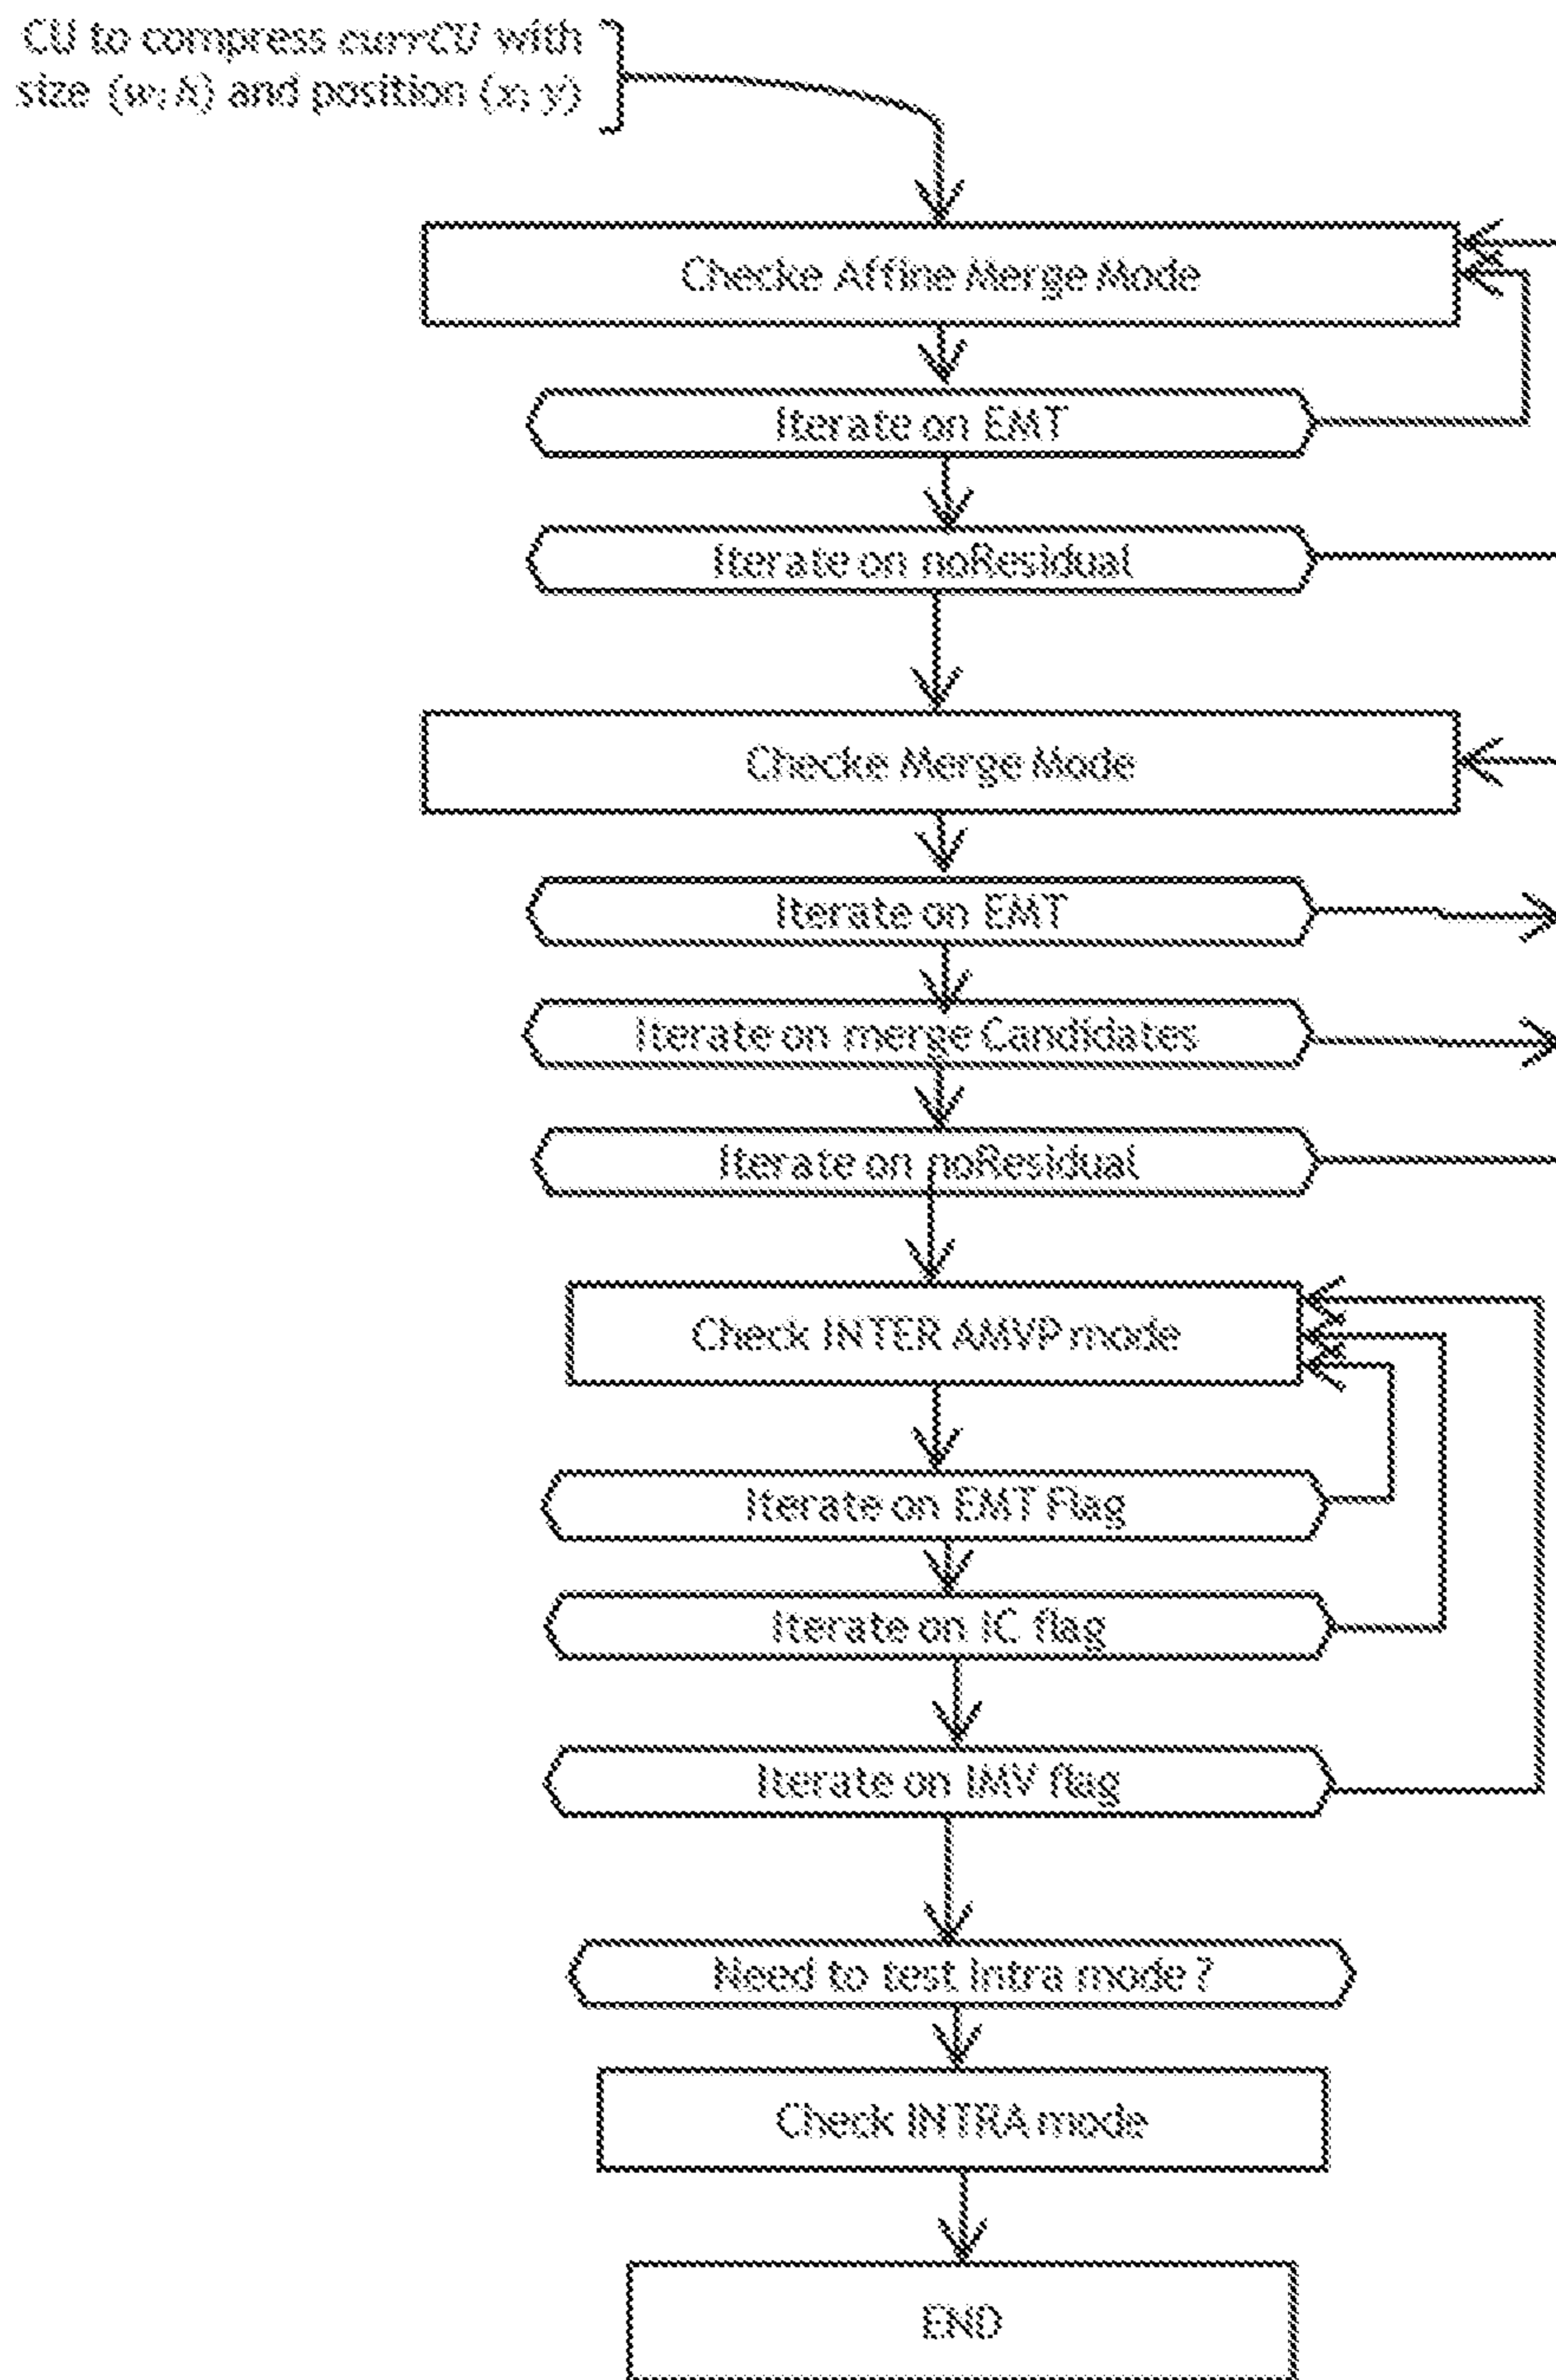 CU to compress currCU with
size (w; h) and position (x; y)
Checke Affine Merge Mode
Iterate on EMT
Iterate on noResidual
Checke Merge Mode
Iterate on EMT
Iterate on merge Candidates
Iterate on noResidual
Check INTER AMVP mode
Iterate on EMT Flag
Iterate on IC flag
Iterate on IMV flag
Need to test Intra mode ?
Check INTRA mode
END